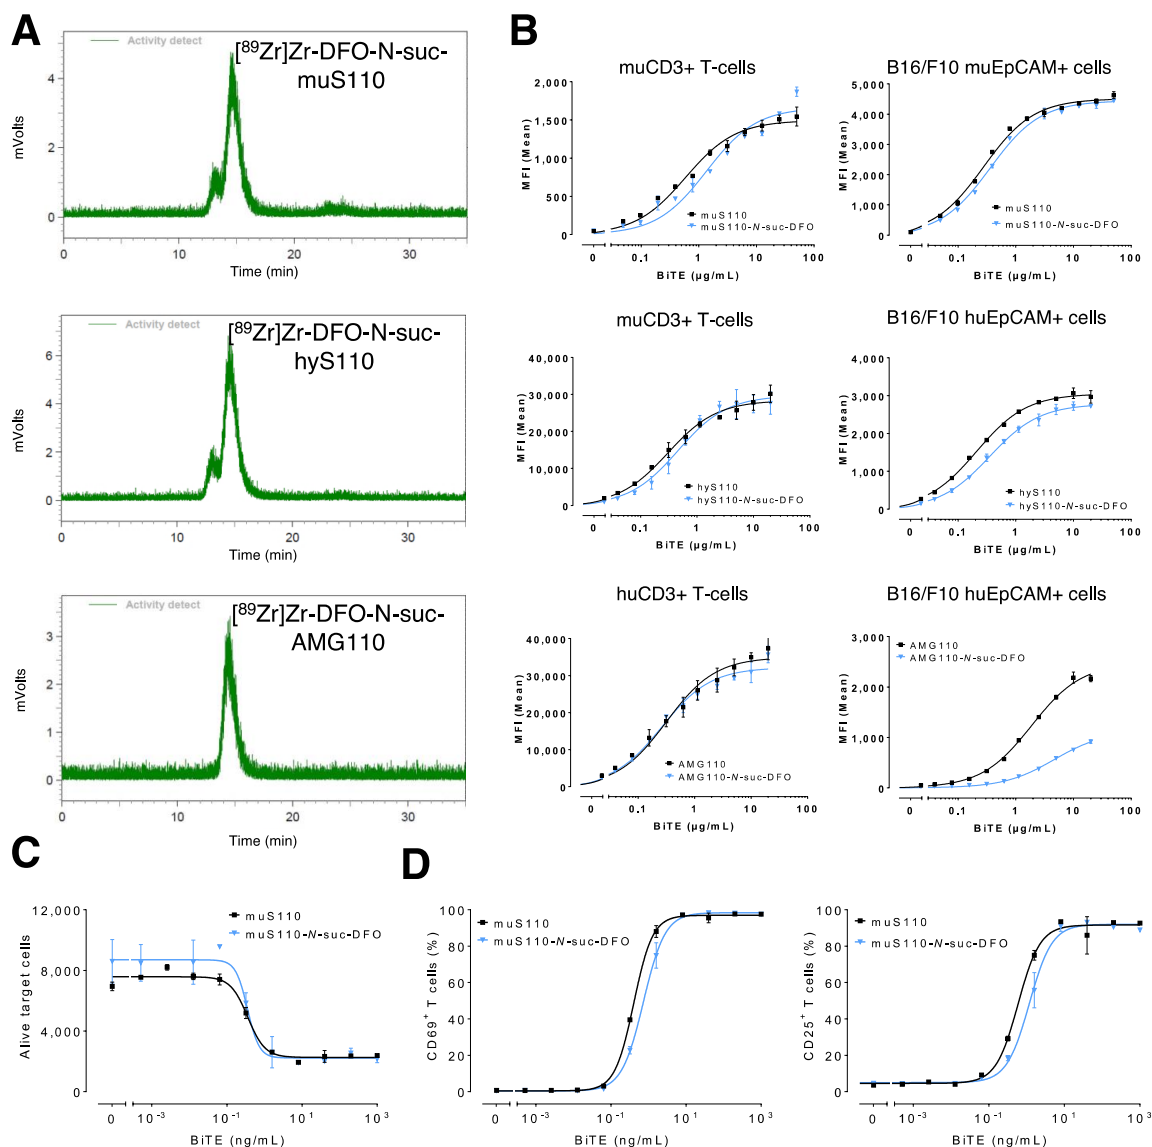 A
Activity detect
[⁸⁹Zr]Zr-DFO-N-suc-
muS110
mVolts
4
2
0
0 10 20 30
Time (min)
Activity detect
[⁸⁹Zr]Zr-DFO-N-suc-
hyS110
mVolts
6
4
2
0
0 10 20 30
Time (min)
Activity detect
[⁸⁹Zr]Zr-DFO-N-suc-
AMG110
mVolts
3
2
1
0
0 10 20 30
Time (min)
B
muCD3+ T-cells
MFI (Mean)
2,000
1,500
1,000
500
0
muS110
muS110-N-suc-DFO
0 0.1 1 10 100
BiTE (µg/mL)
B16/F10 muEpCAM+ cells
MFI (Mean)
5,000
4,000
3,000
2,000
1,000
0
muS110
muS110-N-suc-DFO
0 0.1 1 10 100
BiTE (µg/mL)
muCD3+ T-cells
MFI (Mean)
40,000
30,000
20,000
10,000
0
hyS110
hyS110-N-suc-DFO
0 0.1 1 10 100
BiTE (µg/mL)
B16/F10 huEpCAM+ cells
MFI (Mean)
4,000
3,000
2,000
1,000
0
hyS110
hyS110-N-suc-DFO
0 0.1 1 10 100
BiTE (µg/mL)
huCD3+ T-cells
MFI (Mean)
40,000
30,000
20,000
10,000
0
AMG110
AMG110-N-suc-DFO
0 0.1 1 10 100
BiTE (µg/mL)
B16/F10 huEpCAM+ cells
MFI (Mean)
3,000
2,000
1,000
0
AMG110
AMG110-N-suc-DFO
0 0.1 1 10 100
BiTE (µg/mL)
C
Alive target cells
12,000
8,000
4,000
0
muS110
muS110-N-suc-DFO
0 10⁻³ 10⁻¹ 10¹ 10³
BiTE (ng/mL)
D
CD69⁺ T cells (%)
100
80
60
40
20
0
muS110
muS110-N-suc-DFO
0 10⁻³ 10⁻¹ 10¹ 10³
BiTE (ng/mL)
CD25⁺ T cells (%)
100
80
60
40
20
0
muS110
muS110-N-suc-DFO
0 10⁻³ 10⁻¹ 10¹ 10³
BiTE (ng/mL)